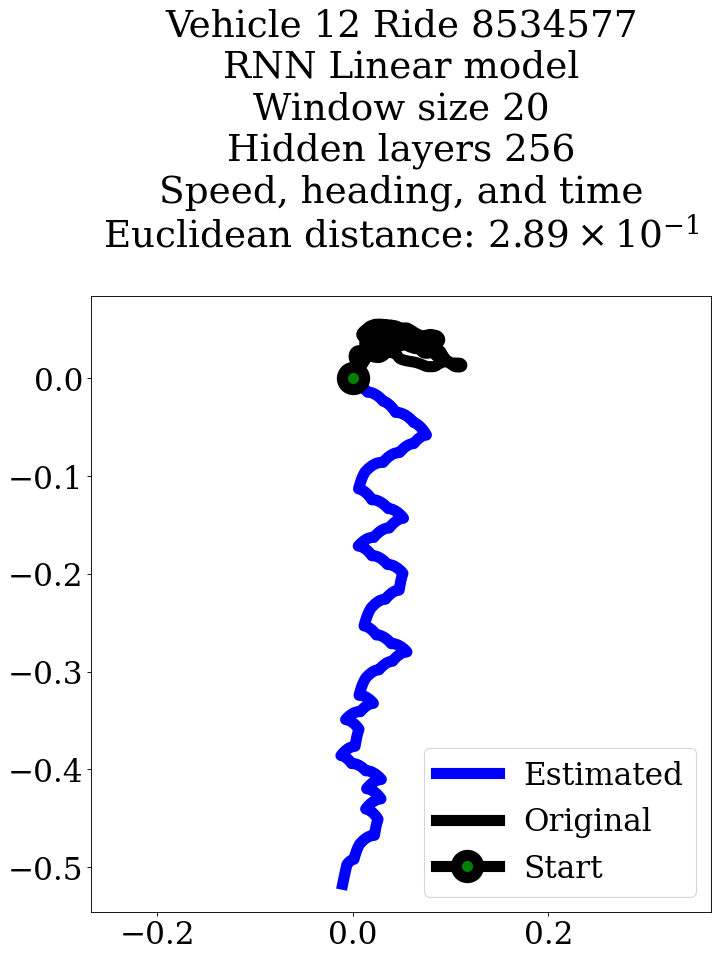 Vehicle 12 Ride 8534577
RNN Linear model
Window size 20
Hidden layers 256
Speed, heading, and time
Euclidean distance: 2.89 × 10⁻¹
0.0
−0.1
−0.2
−0.3
−0.4
−0.5
−0.2 0.0 0.2
Estimated
Original
Start